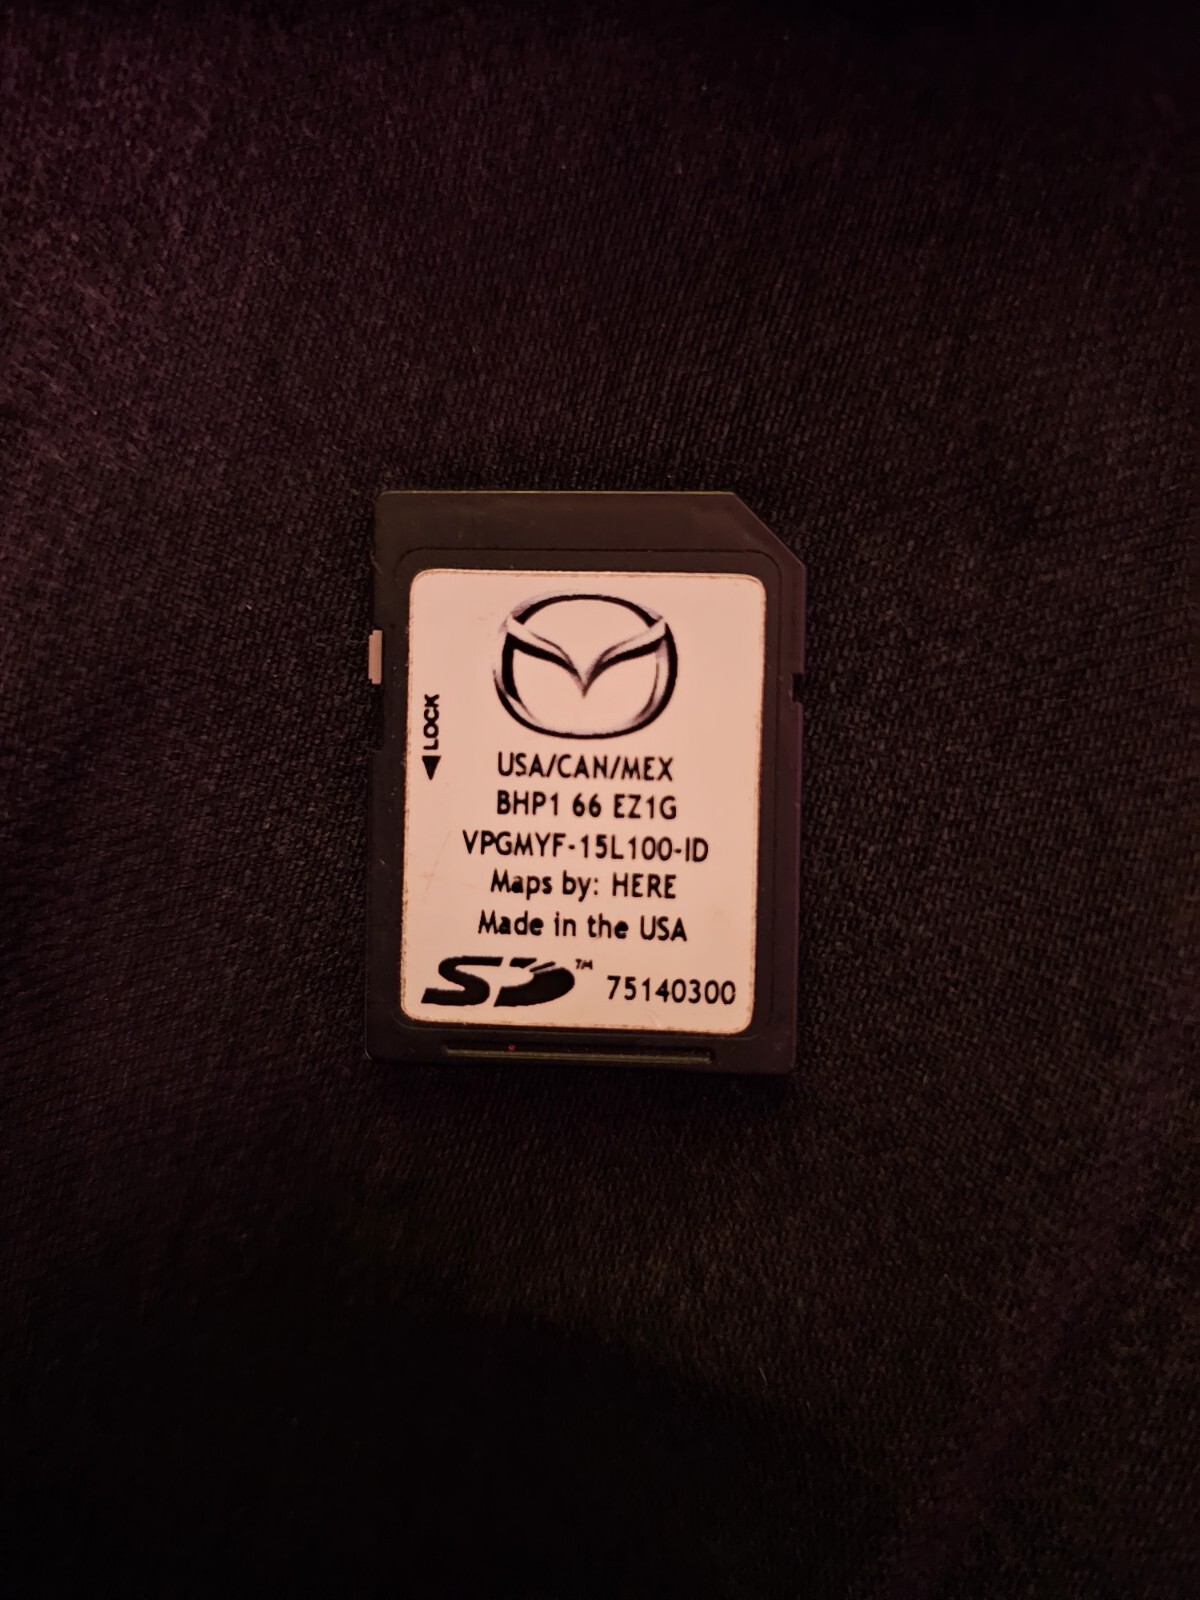 ◀LOCK
USA/CAN/MEX
BHP1 66 EZ1G
VPGMYF-15L100-ID
Maps by: HERE
Made in the USA
SD™ 75140300